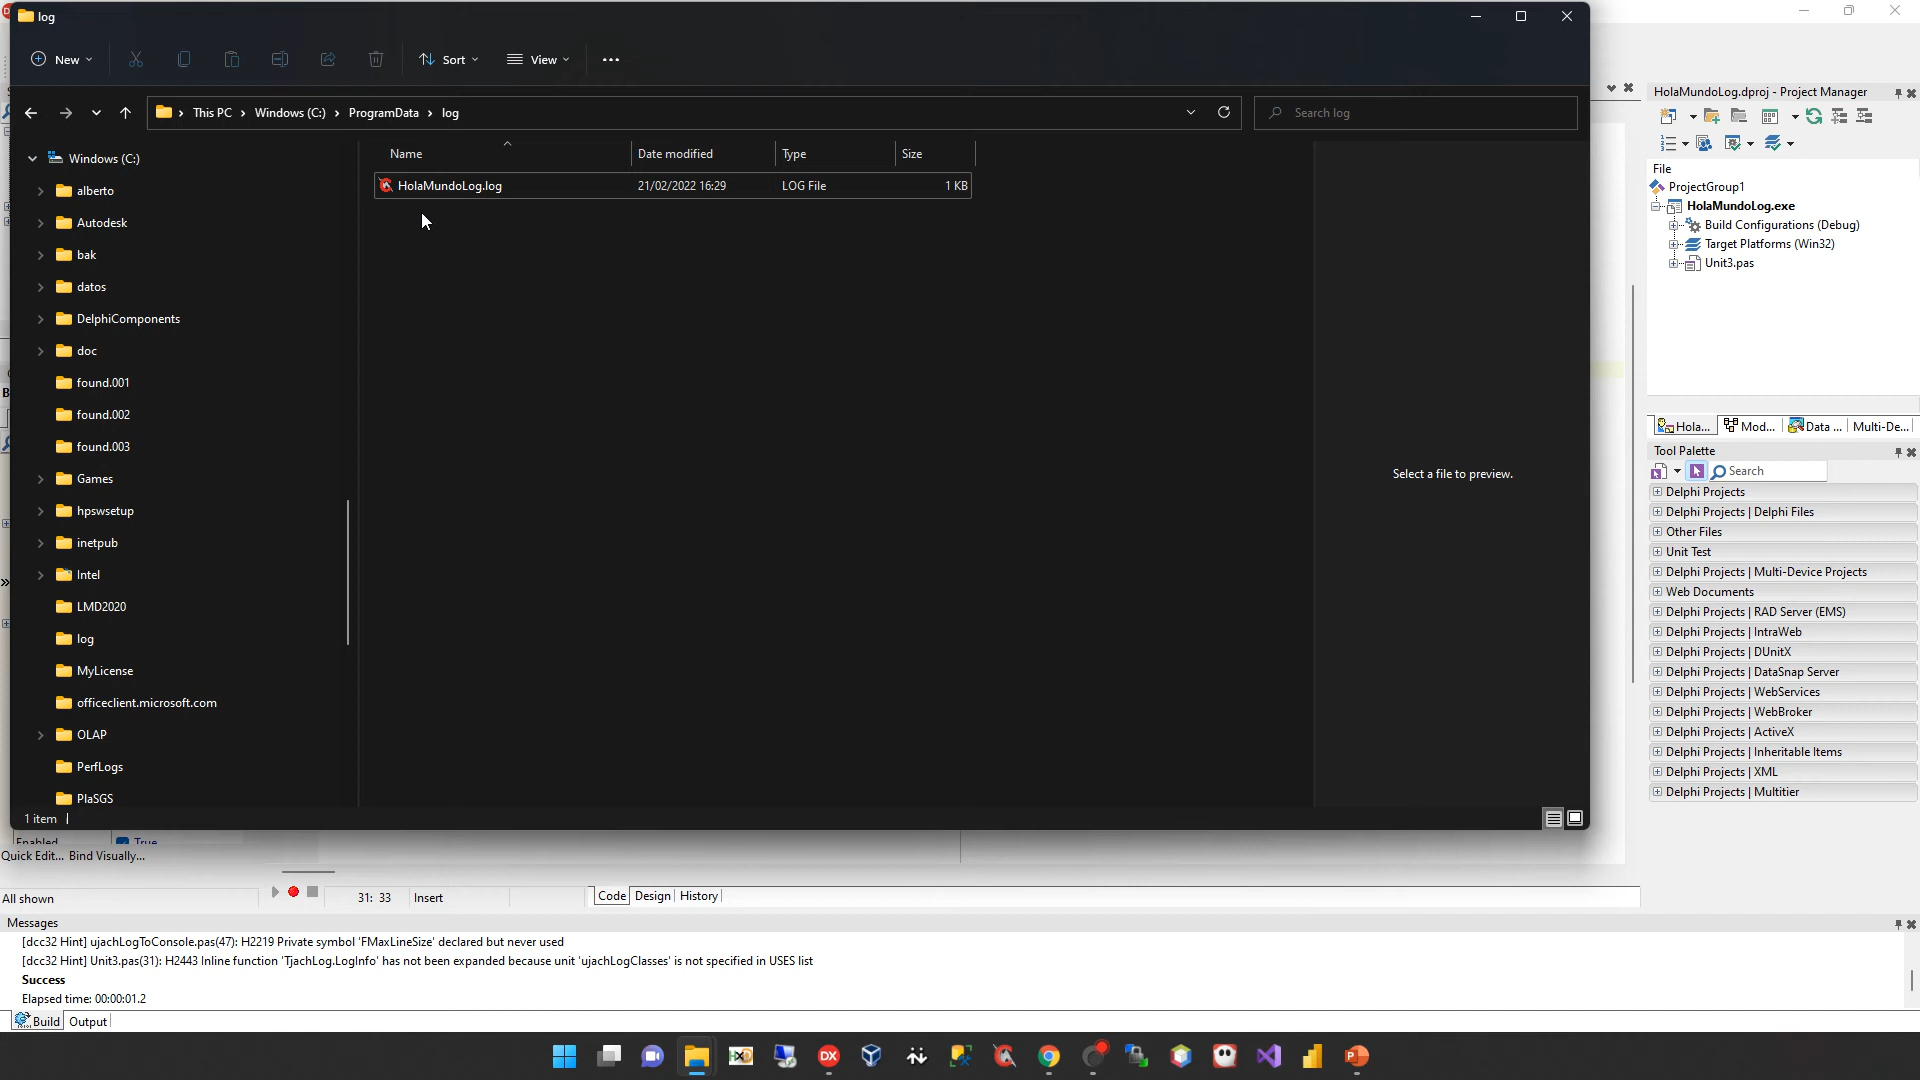 log
New
Sort
View
This PC
Windows (C:)
ProgramData
log
Search log
Windows (C:)
alberto
Autodesk
bak
datos
DelphiComponents
doc
found.001
found.002
found.003
Games
hpswsetup
inetpub
Intel
LMD2020
log
MyLicense
officeclient.microsoft.com
OLAP
PerfLogs
PlaSGS
Name
Date modified
Type
Size
HolaMundoLog.log
21/02/2022 16:29
LOG File
1 KB
Select a file to preview.
1 item
HolaMundoLog.dproj - Project Manager
File
ProjectGroup1
HolaMundoLog.exe
Build Configurations (Debug)
Target Platforms (Win32)
Unit3.pas
Hola...
Mod...
Data ...
Multi-De...
Tool Palette
Search
Delphi Projects
Delphi Projects | Delphi Files
Other Files
Unit Test
Delphi Projects | Multi-Device Projects
Web Documents
Delphi Projects | RAD Server (EMS)
Delphi Projects | IntraWeb
Delphi Projects | DUnitX
Delphi Projects | DataSnap Server
Delphi Projects | WebServices
Delphi Projects | WebBroker
Delphi Projects | ActiveX
Delphi Projects | Inheritable Items
Delphi Projects | XML
Delphi Projects | Multitier
Enabled
True
Quick Edit... Bind Visually...
All shown
31: 33
Insert
Code
Design
History
Messages
[dcc32 Hint] ujachLogToConsole.pas(47): H2219 Private symbol 'FMaxLineSize' declared but never used
[dcc32 Hint] Unit3.pas(31): H2443 Inline function 'TjachLog.LogInfo' has not been expanded because unit 'ujachLogClasses' is not specified in USES list
Success
Elapsed time: 00:00:01.2
Build
Output